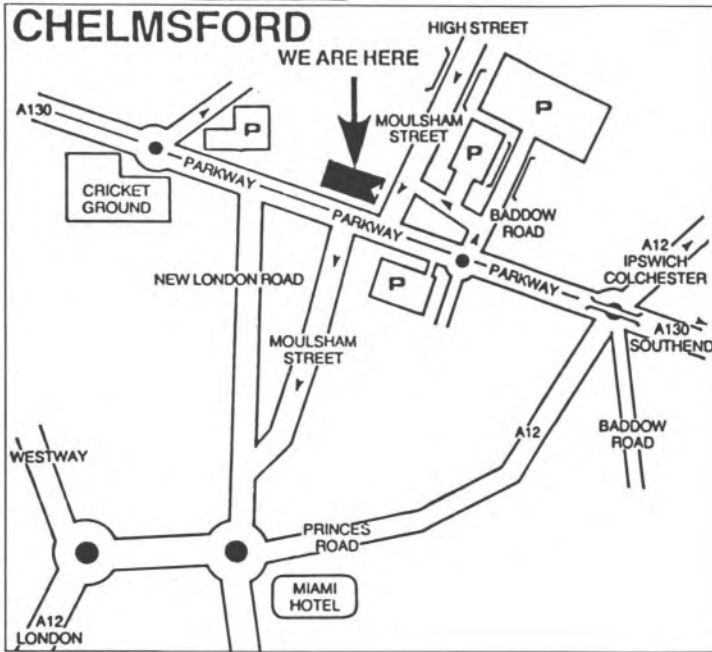 CHELMSFORD
HIGH STREET
WE ARE HERE
A130
P
P
P
MOULSHAM
STREET
PARKWAY
CRICKET
GROUND
PARKWAY
BADDOW
ROAD
A12
IPSWICH
COLCHESTER
NEW LONDON ROAD
P
PARKWAY
MOULSHAM
STREET
A130
SOUTHEND
A12
BADDOW
ROAD
WESTWAY
PRINCES
ROAD
MIAMI
HOTEL
A12
LONDON